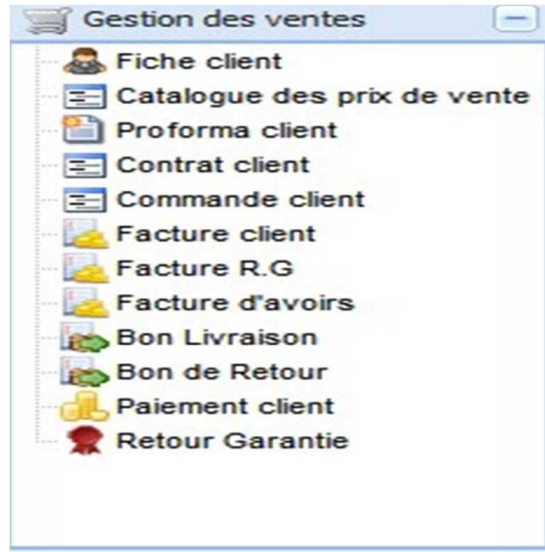 Gestion des ventes
Fiche client
Catalogue des prix de vente
Proforma client
Contrat client
Commande client
Facture client
Facture R.G
Facture d'avoirs
Bon Livraison
Bon de Retour
Paiement client
Retour Garantie